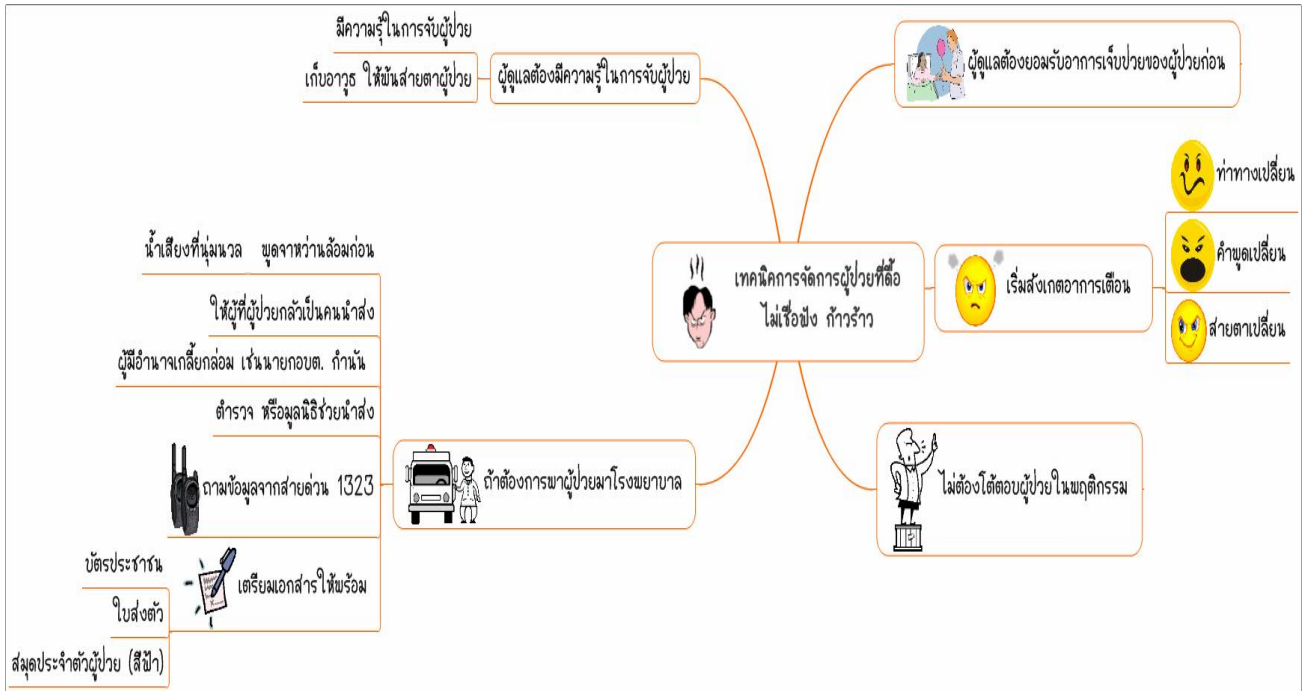 เทคนิคการจัดการผู้ป่วยที่ดื้อ
ไม่เชื่อฟัง ก้าวร้าว
ผู้ดูแลต้องยอมรับอาการเจ็บป่วยของผู้ป่วยก่อน
เริ่มสังเกตอาการเตือน
ท่าทางเปลี่ยน
คำพูดเปลี่ยน
สายตาเปลี่ยน
ไม่ต้องโต้ตอบผู้ป่วยในพฤติกรรม
ผู้ดูแลต้องมีความรู้ในการจับผู้ป่วย
มีความรู้ในการจับผู้ป่วย
เก็บอาวุธ ให้พ้นสายตาผู้ป่วย
ถ้าต้องการพาผู้ป่วยมาโรงพยาบาล
น้ำเสียงที่นุ่มนวล พูดจาหว่านล้อมก่อน
ให้ผู้ที่ผู้ป่วยกลัวเป็นคนนำส่ง
ผู้มีอำนาจเกลี้ยกล่อม เช่นนายกอบต. กำนัน
ตำรวจ หรือมูลนิธิช่วยนำส่ง
ถามข้อมูลจากสายด่วน 1323
เตรียมเอกสารให้พร้อม
บัตรประชาชน
ใบส่งตัว
สมุดประจำตัวผู้ป่วย (สีฟ้า)